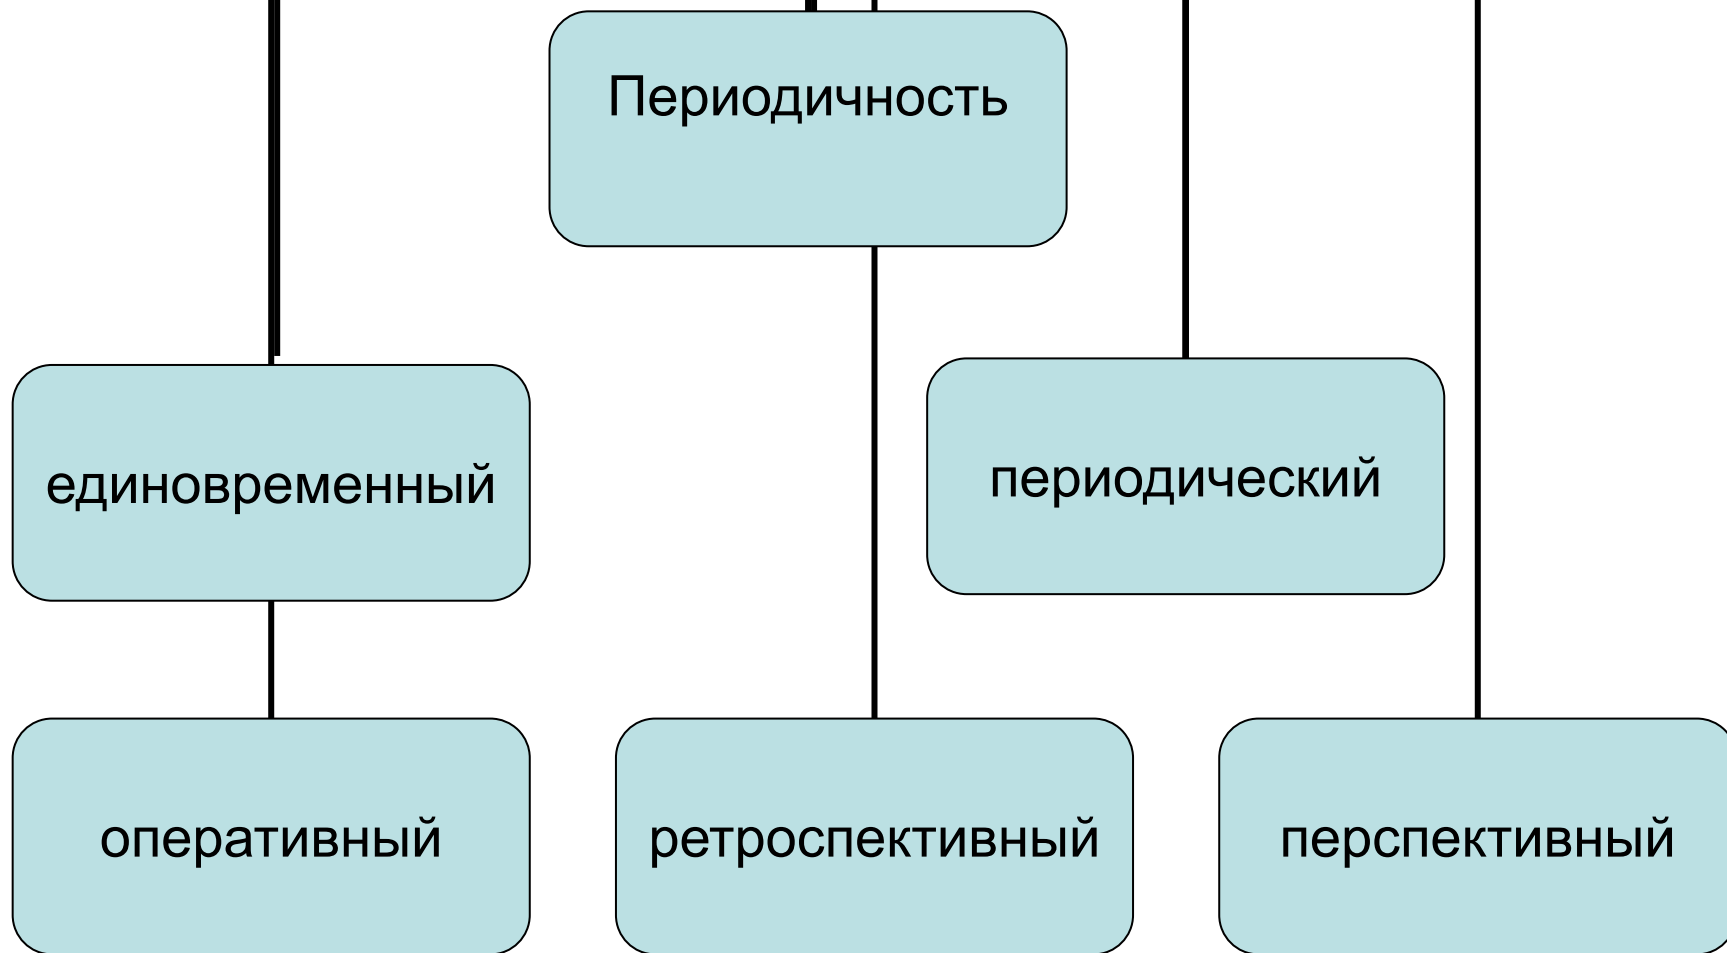 Периодичность
единовременный
периодический
оперативный
ретроспективный
перспективный